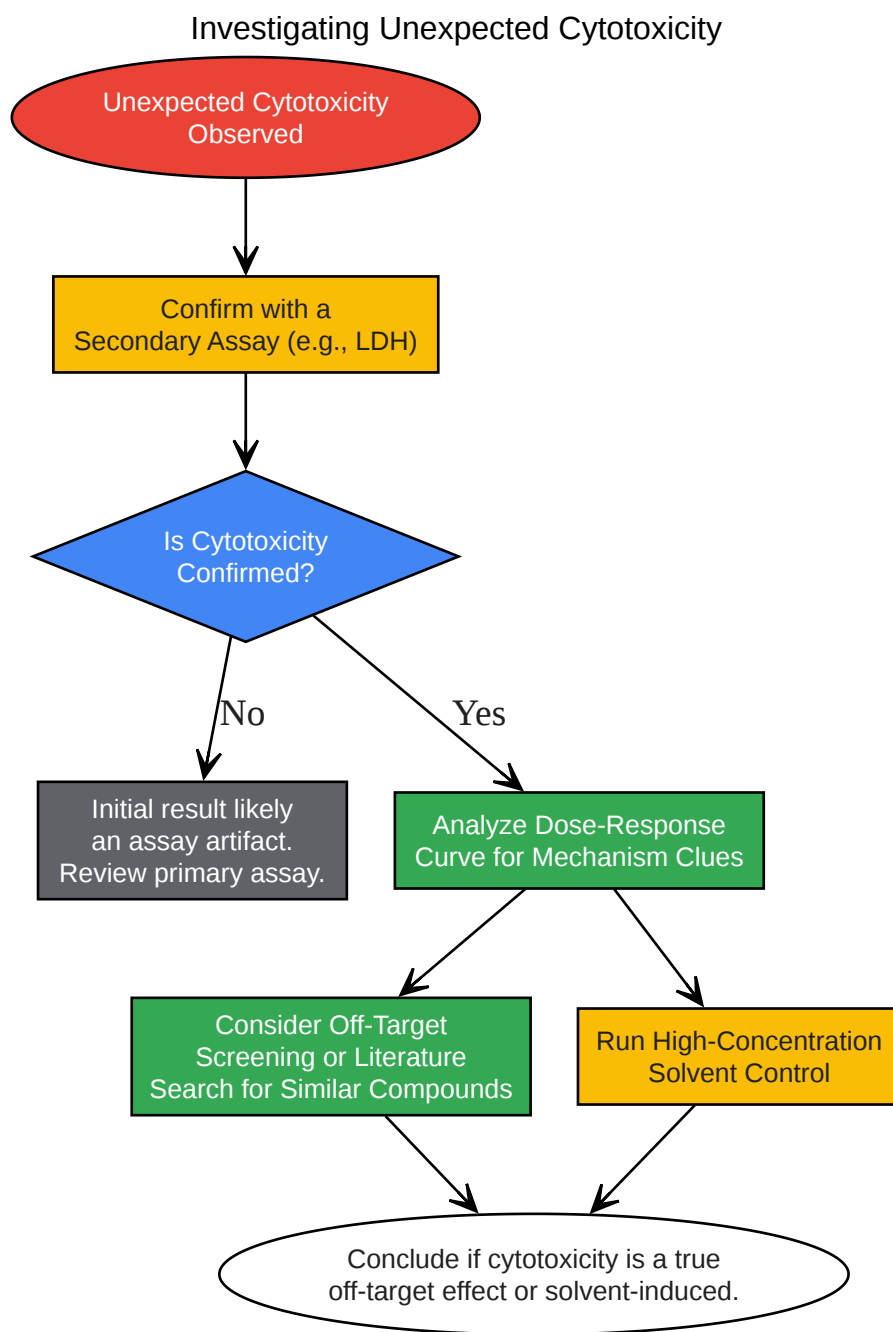 Investigating Unexpected Cytotoxicity
Unexpected Cytotoxicity
Observed
Confirm with a
Secondary Assay (e.g., LDH)
Is Cytotoxicity
Confirmed?
No
Yes
Initial result likely
an assay artifact.
Review primary assay.
Analyze Dose-Response
Curve for Mechanism Clues
Consider Off-Target
Screening or Literature
Search for Similar Compounds
Run High-Concentration
Solvent Control
Conclude if cytotoxicity is a true
off-target effect or solvent-induced.